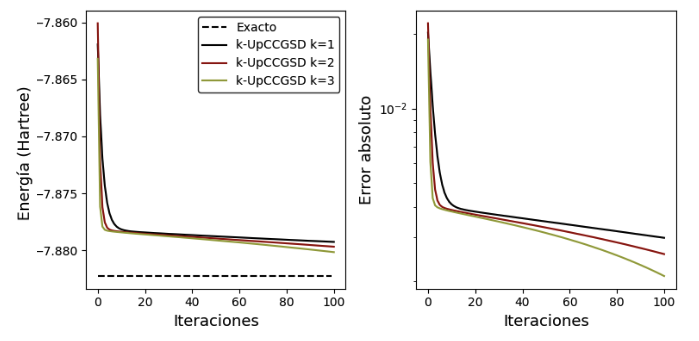 −7.860
−7.865
−7.870
−7.875
−7.880
Energía (Hartree)
0 20 40 60 80 100
Iteraciones
Exacto
k-UpCCGSD k=1
k-UpCCGSD k=2
k-UpCCGSD k=3
10⁻²
Error absoluto
0 20 40 60 80 100
Iteraciones